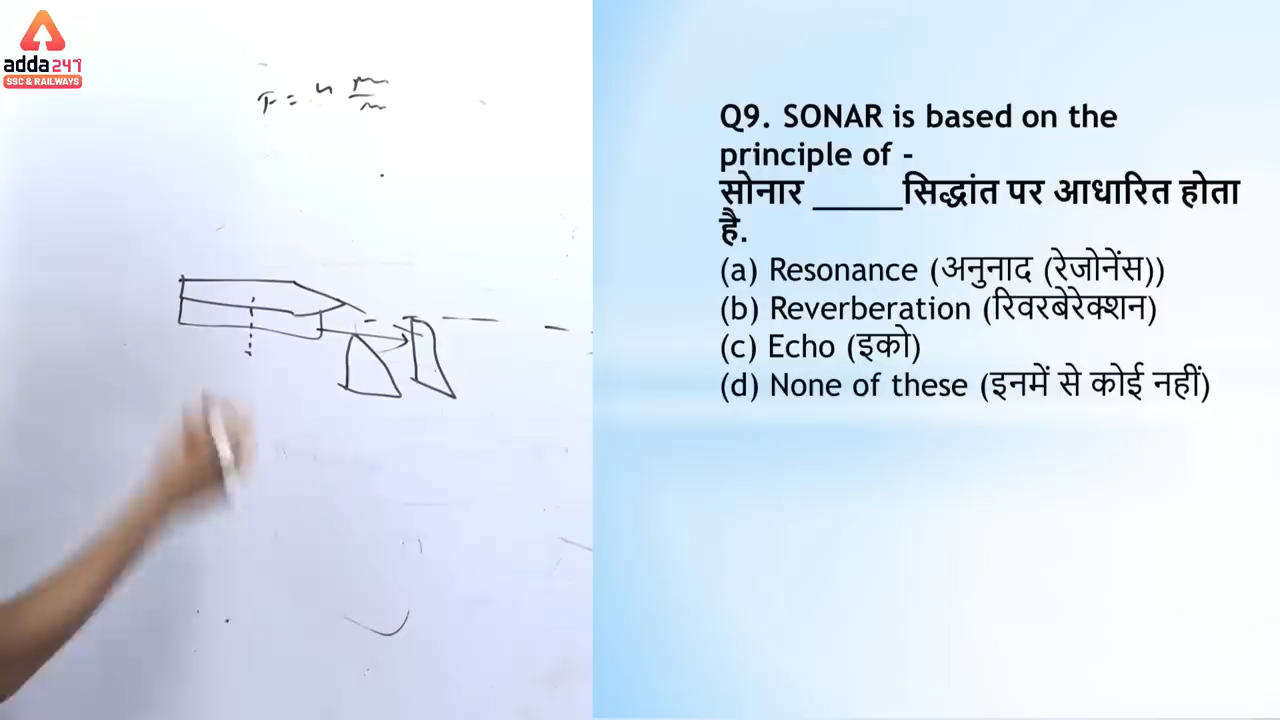 adda247
SSC & RAILWAYS
Q9. SONAR is based on the
principle of -
सोनार _____सिद्धांत पर आधारित होता
है.
(a) Resonance (अनुनाद (रेजोनेंस))
(b) Reverberation (रिवरबेरेक्शन)
(c) Echo (इको)
(d) None of these (इनमें से कोई नहीं)